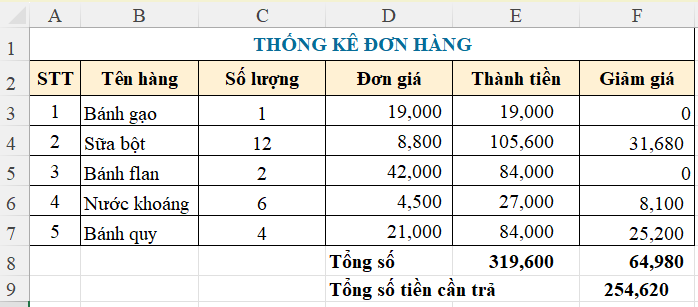 A B C D E F
1 THỐNG KÊ ĐƠN HÀNG
2 STT Tên hàng Số lượng Đơn giá Thành tiền Giảm giá
3 1 Bánh gạo 1 19,000 19,000 0
4 2 Sữa bột 12 8,800 105,600 31,680
5 3 Bánh flan 2 42,000 84,000 0
6 4 Nước khoáng 6 4,500 27,000 8,100
7 5 Bánh quy 4 21,000 84,000 25,200
8 Tổng số 319,600 64,980
9 Tổng số tiền cần trả 254,620